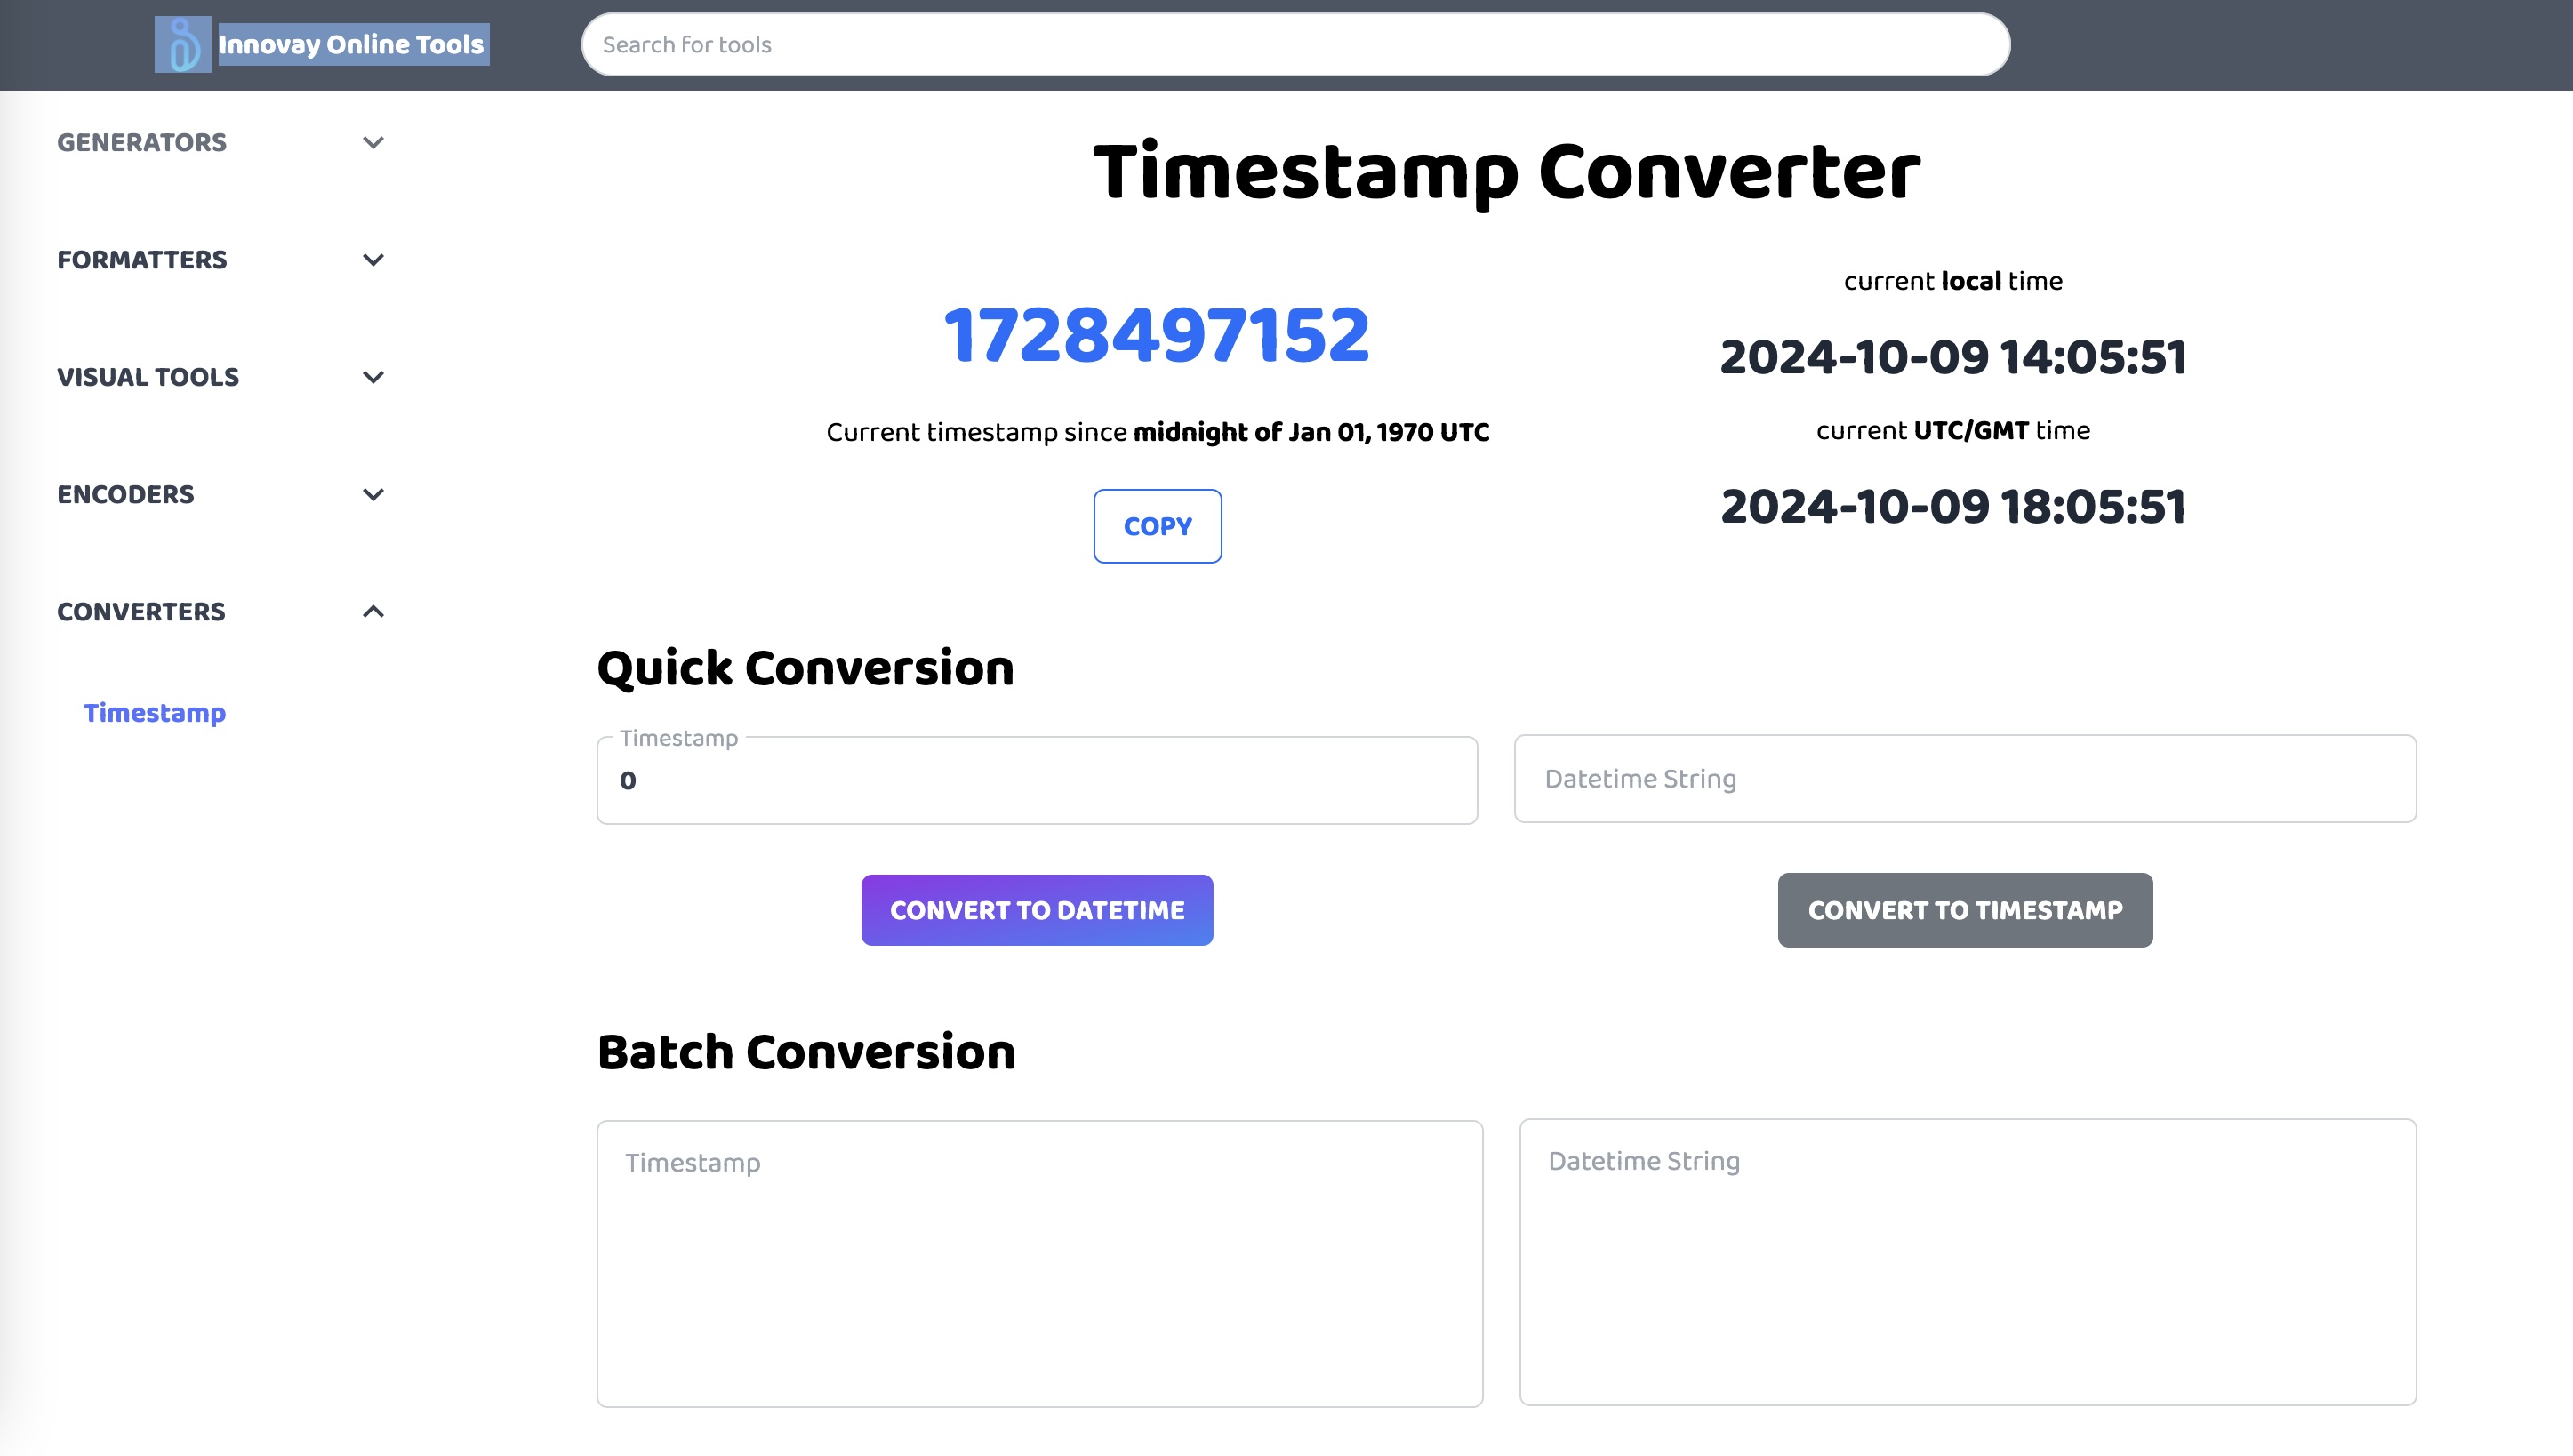 Innovay Online Tools
Search for tools
GENERATORS
FORMATTERS
VISUAL TOOLS
ENCODERS
CONVERTERS
Timestamp
Timestamp Converter
1728497152
Current timestamp since midnight of Jan 01, 1970 UTC
COPY
current local time
2024-10-09 14:05:51
current UTC/GMT time
2024-10-09 18:05:51
Quick Conversion
Timestamp
0
Datetime String
CONVERT TO DATETIME
CONVERT TO TIMESTAMP
Batch Conversion
Timestamp
Datetime String